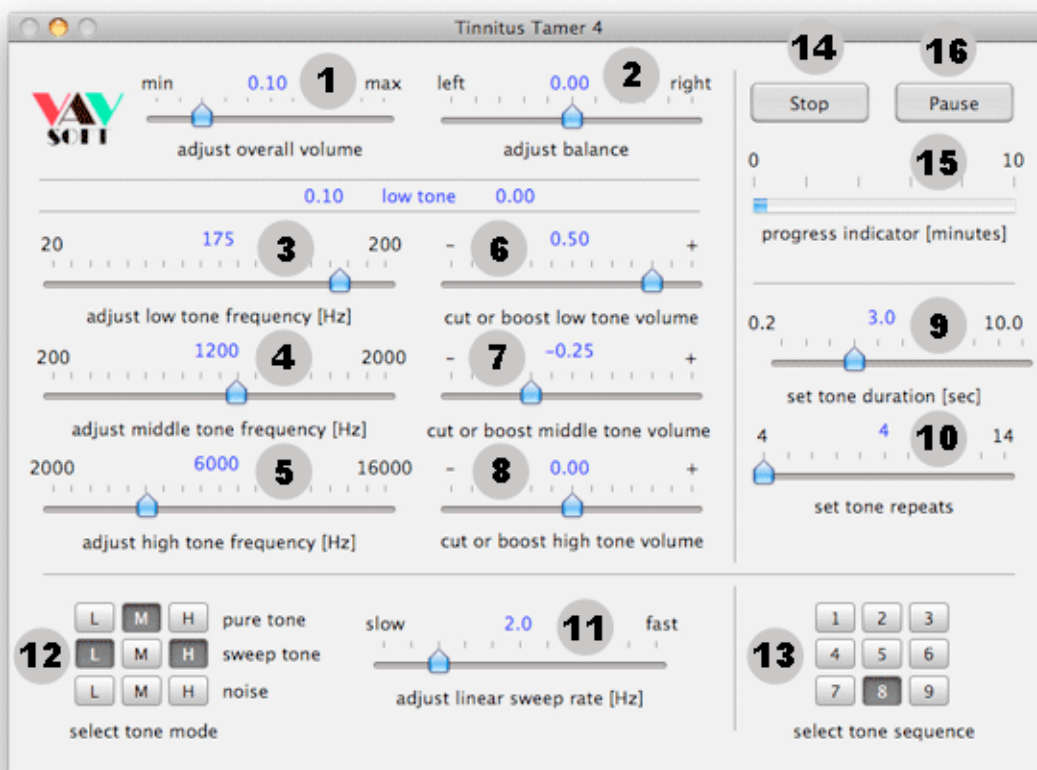 Tinnitus Tamer 4
14 16
VAV SOFT
min 0.10 1 max left 0.00 2 right
adjust overall volume adjust balance
Stop Pause
0 15 10
progress indicator [minutes]
0.10 low tone 0.00
20 175 3 200 - 6 0.50 +
adjust low tone frequency [Hz] cut or boost low tone volume
200 1200 4 2000 - 7 -0.25 +
adjust middle tone frequency [Hz] cut or boost middle tone volume
2000 6000 5 16000 - 8 0.00 +
adjust high tone frequency [Hz] cut or boost high tone volume
0.2 3.0 9 10.0
set tone duration [sec]
4 4 10 14
set tone repeats
12
L M H pure tone
L M H sweep tone
L M H noise
select tone mode
slow 2.0 11 fast
adjust linear sweep rate [Hz]
13
1 2 3
4 5 6
7 8 9
select tone sequence